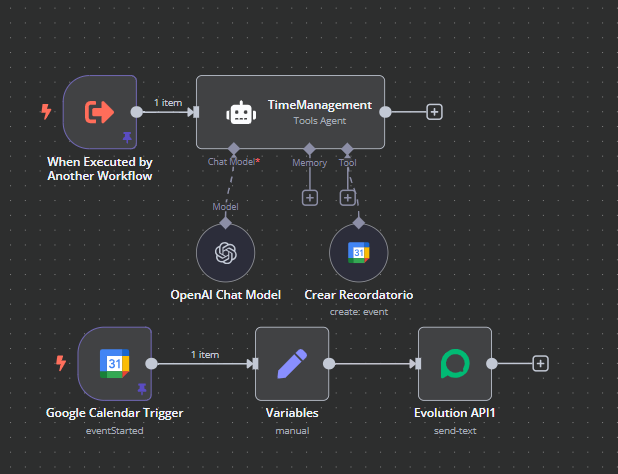 1 item
TimeManagement
Tools Agent
When Executed by
Another Workflow
Chat Model*
Memory
Tool
Model
31
OpenAI Chat Model
Crear Recordatorio
create: event
31
1 item
Google Calendar Trigger
eventStarted
Variables
manual
Evolution API1
send-text